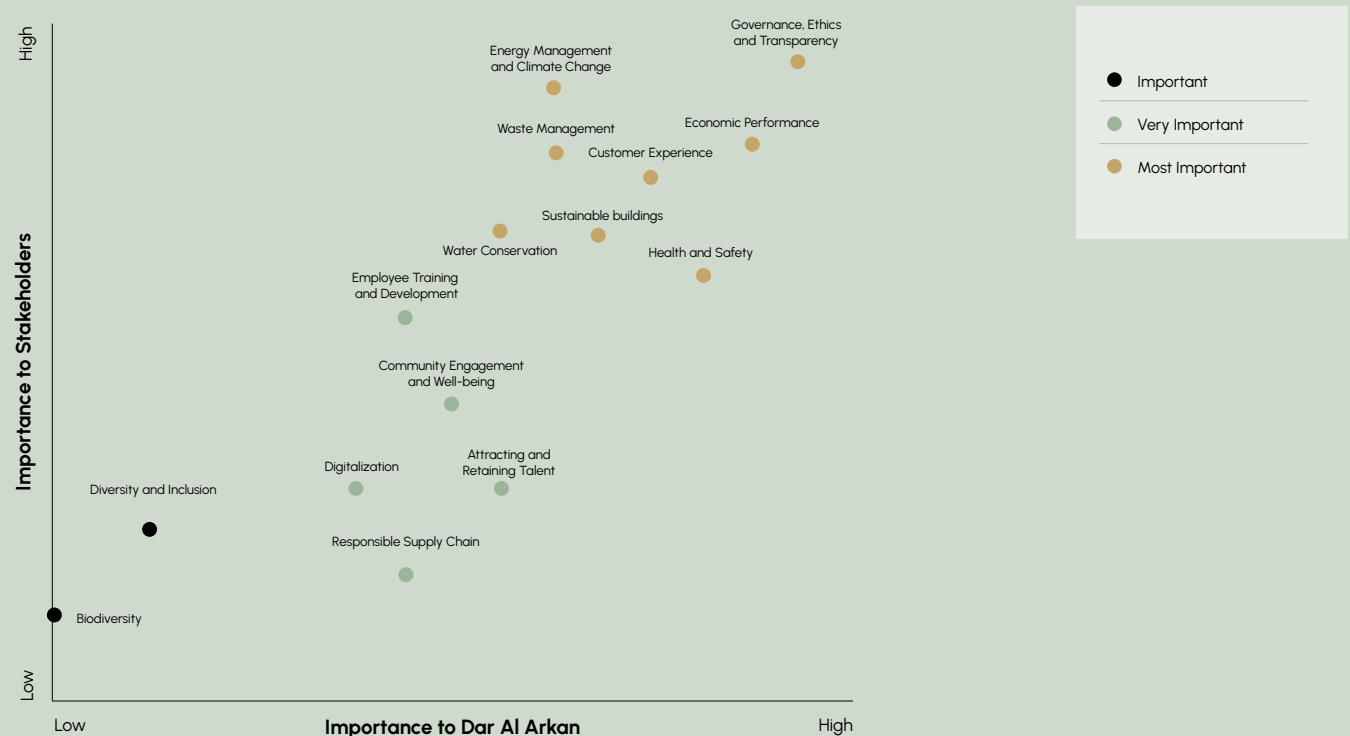 High
Importance to Stakeholders
Low
Governance, Ethics
and Transparency
Energy Management
and Climate Change
Economic Performance
Waste Management
Customer Experience
Sustainable buildings
Water Conservation
Health and Safety
Employee Training
and Development
Community Engagement
and Well-being
Attracting and
Retaining Talent
Digitalization
Diversity and Inclusion
Responsible Supply Chain
Biodiversity
Low
Importance to Dar Al Arkan
High
Important
Very Important
Most Important